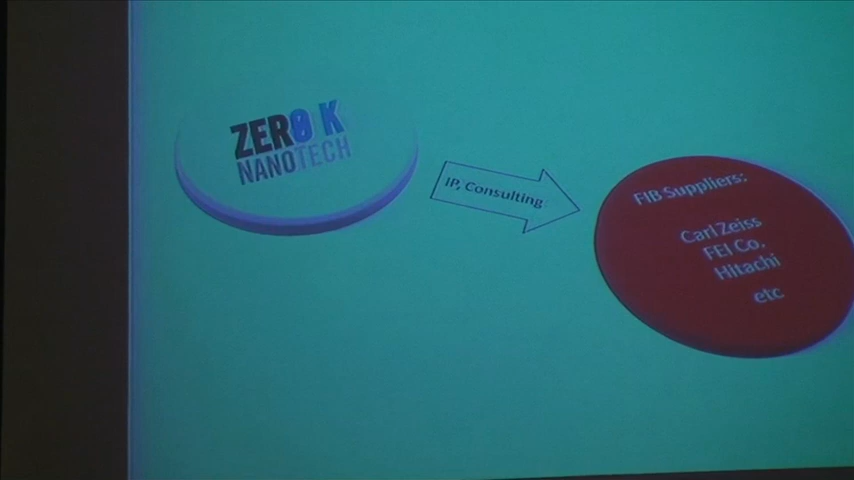 ZERO K
NANOTECH
IP, Consulting
FIB Suppliers:
Carl Zeiss
FEI Co.
Hitachi
etc